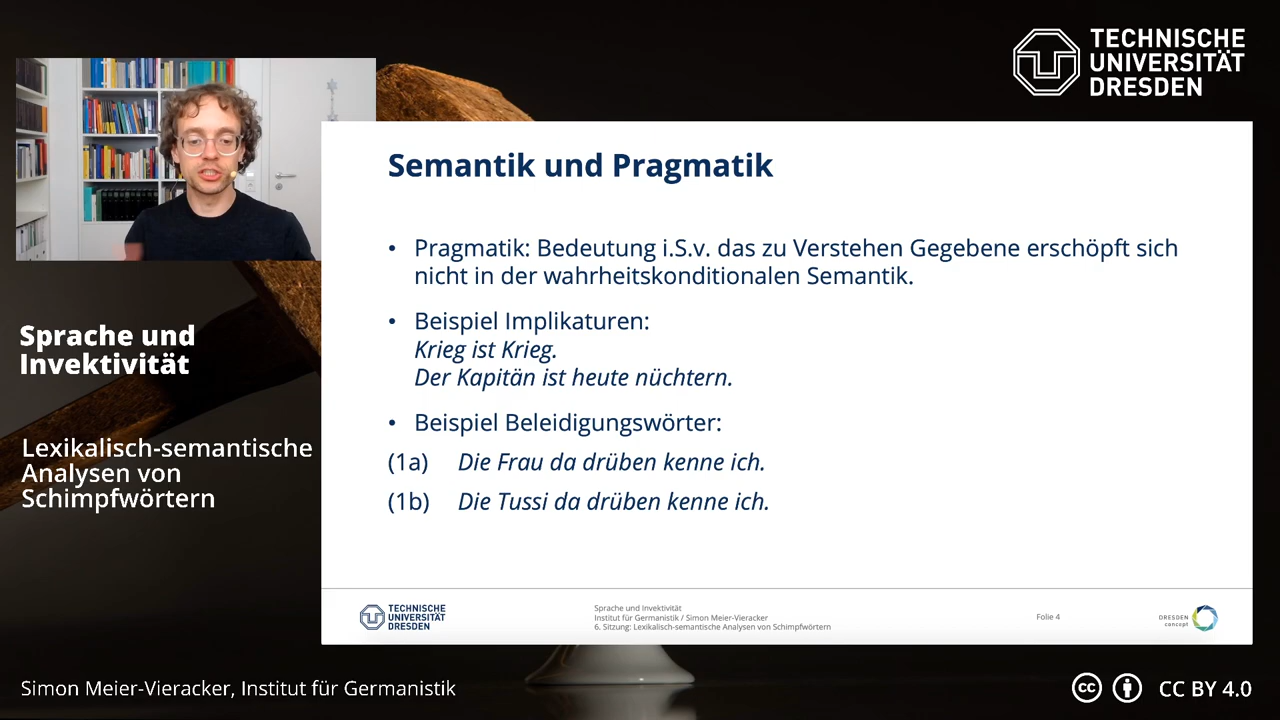 TECHNISCHE
UNIVERSITÄT
DRESDEN
Semantik und Pragmatik
• Pragmatik: Bedeutung i.S.v. das zu Verstehen Gegebene erschöpft sich
nicht in der wahrheitskonditionalen Semantik.
• Beispiel Implikaturen:
Krieg ist Krieg.
Der Kapitän ist heute nüchtern.
• Beispiel Beleidigungswörter:
(1a) Die Frau da drüben kenne ich.
(1b) Die Tussi da drüben kenne ich.
TECHNISCHE
UNIVERSITÄT
DRESDEN
Sprache und Invektivität
Institut für Germanistik / Simon Meier-Vieracker
6. Sitzung: Lexikalisch-semantische Analysen von Schimpfwörtern
Folie 4
DRESDEN
concept
Sprache und
Invektivität
Lexikalisch-semantische
Analysen von
Schimpfwörtern
Simon Meier-Vieracker, Institut für Germanistik
cc
CC BY 4.0